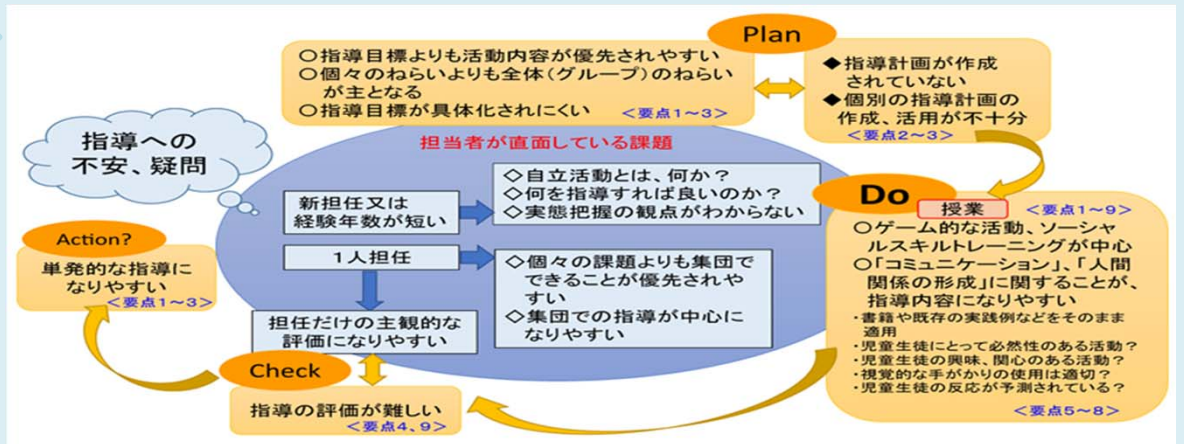 Plan
○指導目標よりも活動内容が優先されやすい
○個々のねらいよりも全体(グループ)のねらい
が主となる
○指導目標が具体化されにくい
<要点1～3>
◆指導計画が作成
されていない
◆個別の指導計画の
作成、活用が不十分
<要点2～3>
指導への
不安、疑問
担当者が直面している課題
新担任又は
経験年数が短い
◇自立活動とは、何か？
◇何を指導すれば良いのか？
◇実態把握の観点がわからない
1人担任
◇個々の課題よりも集団で
できることが優先されや
すい
◇集団での指導が中心に
なりやすい
担任だけの主観的な
評価になりやすい
Do
授業
<要点1～9>
○ゲーム的な活動、ソーシャ
ルスキルトレーニングが中心
○「コミュニケーション」、「人間
関係の形成」に関することが、
指導内容になりやすい
・書籍や既存の実践例などをそのまま
適用
・児童生徒にとって必然性のある活動？
・児童生徒の興味、関心のある活動？
・視覚的な手がかりの使用は適切？
・児童生徒の反応が予測されている？
<要点5～8>
Check
指導の評価が難しい
<要点4、9>
Action?
単発的な指導に
なりやすい
<要点1～3>